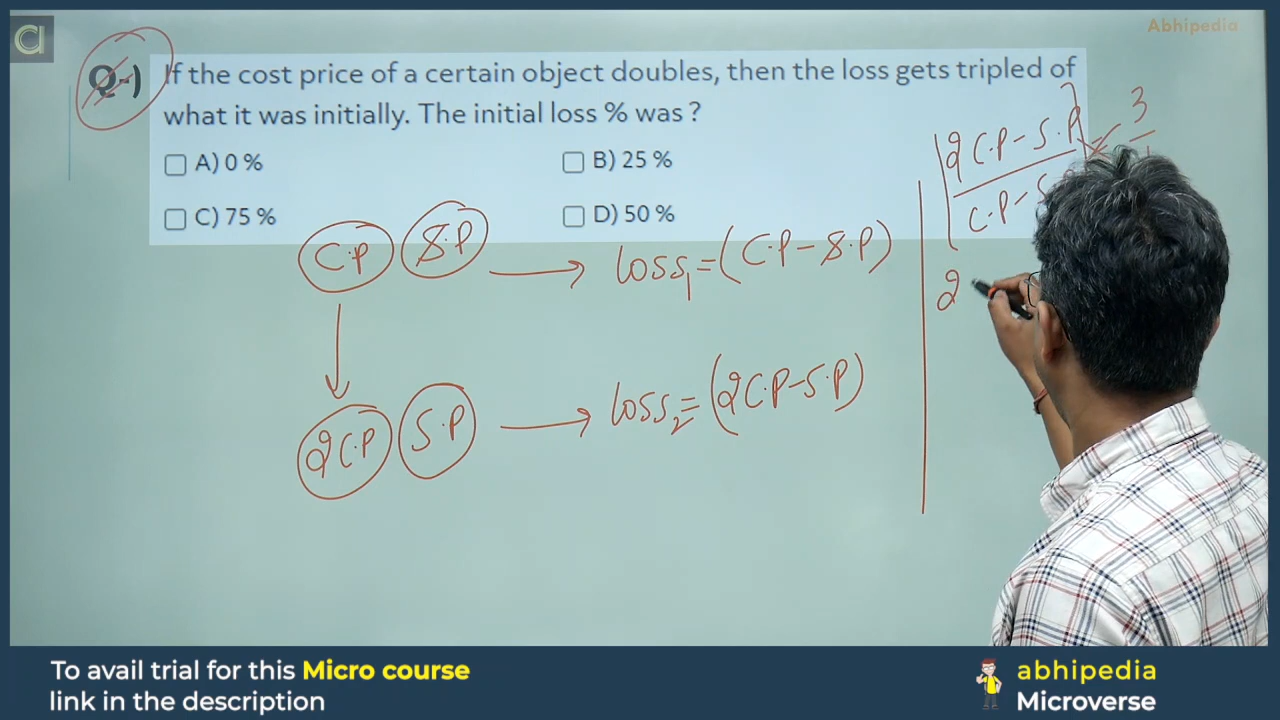 Abhipedia
Q-) If the cost price of a certain object doubles, then the loss gets tripled of
what it was initially. The initial loss % was ?
A) 0 %
B) 25 %
C) 75 %
D) 50 %
C.P S.P → loss1 = (C.P - S.P)
2C.P S.P → loss2 = (2C.P - S.P)
2C.P - S.P = 3
C.P - S
2
To avail trial for this Micro course
link in the description
abhipedia
Microverse